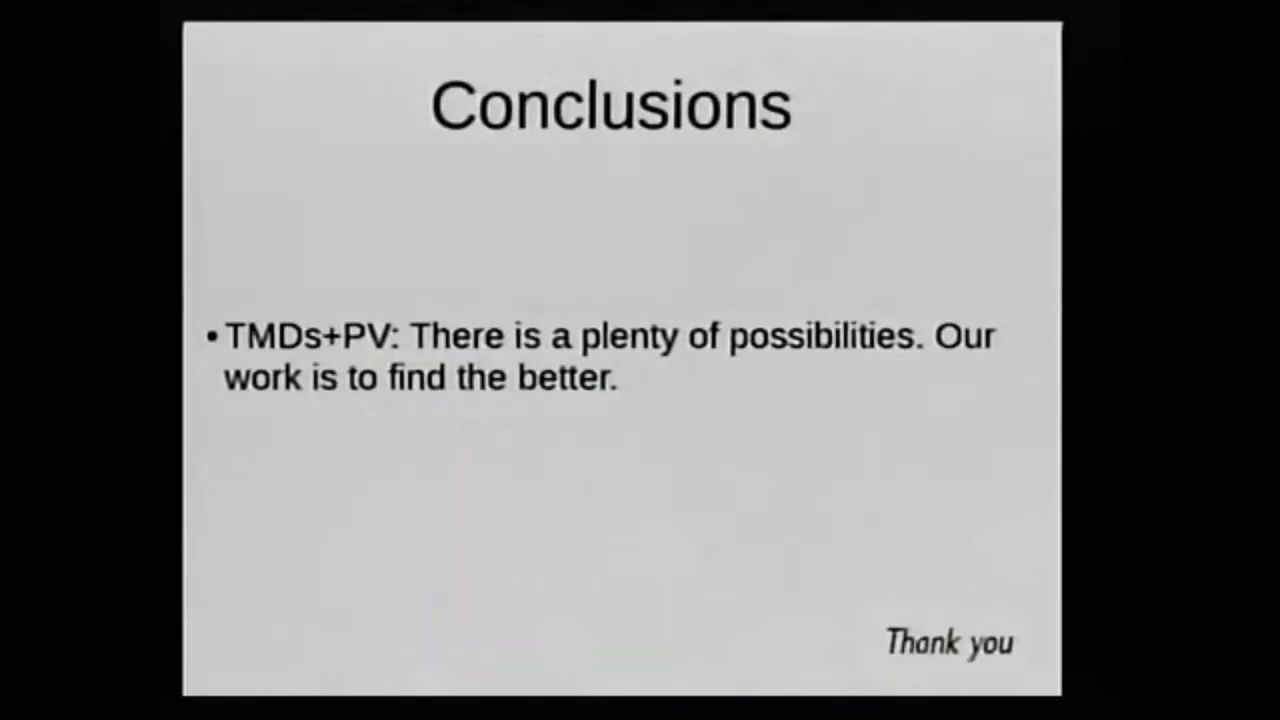 Conclusions
• TMDs+PV: There is a plenty of possibilities. Our
work is to find the better.
Thank you